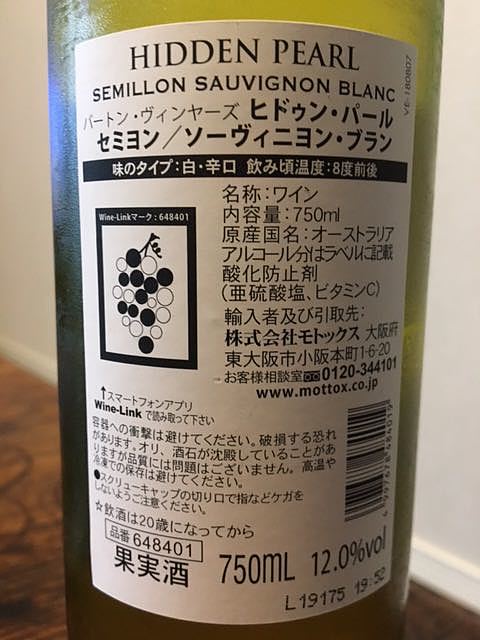 HIDDEN PEARL
SEMILLON SAUVIGNON BLANC
バートン・ヴィンヤーズ ヒドゥン・パール
セミヨン／ソーヴィニヨン・ブラン
VE-180807
味のタイプ：白・辛口 飲み頃温度：8度前後
Wine-Linkマーク：648401
名称：ワイン
内容量：750ml
原産国名：オーストラリア
アルコール分はラベルに記載
酸化防止剤
(亜硫酸塩、ビタミンC)
輸入者及び引取先：
株式会社モトックス 大阪府
東大阪市小阪本町1-6-20
お客様相談室 0120-344101
www.mottox.co.jp
↑スマートフォンアプリ
Wine-Link で読み取って下さい
容器への衝撃は避けてください。破損する恐れ
があります。オリ、酒石が沈殿していることがあ
りますが品質には問題はございません。高温や
冷凍での保存は避けてください。
●スクリューキャップの切り口で指などケガを
しないようご注意ください。
☆飲酒は20歳になってから
品番 648401
果実酒 750mL 12.0%vol
L19175 19:52